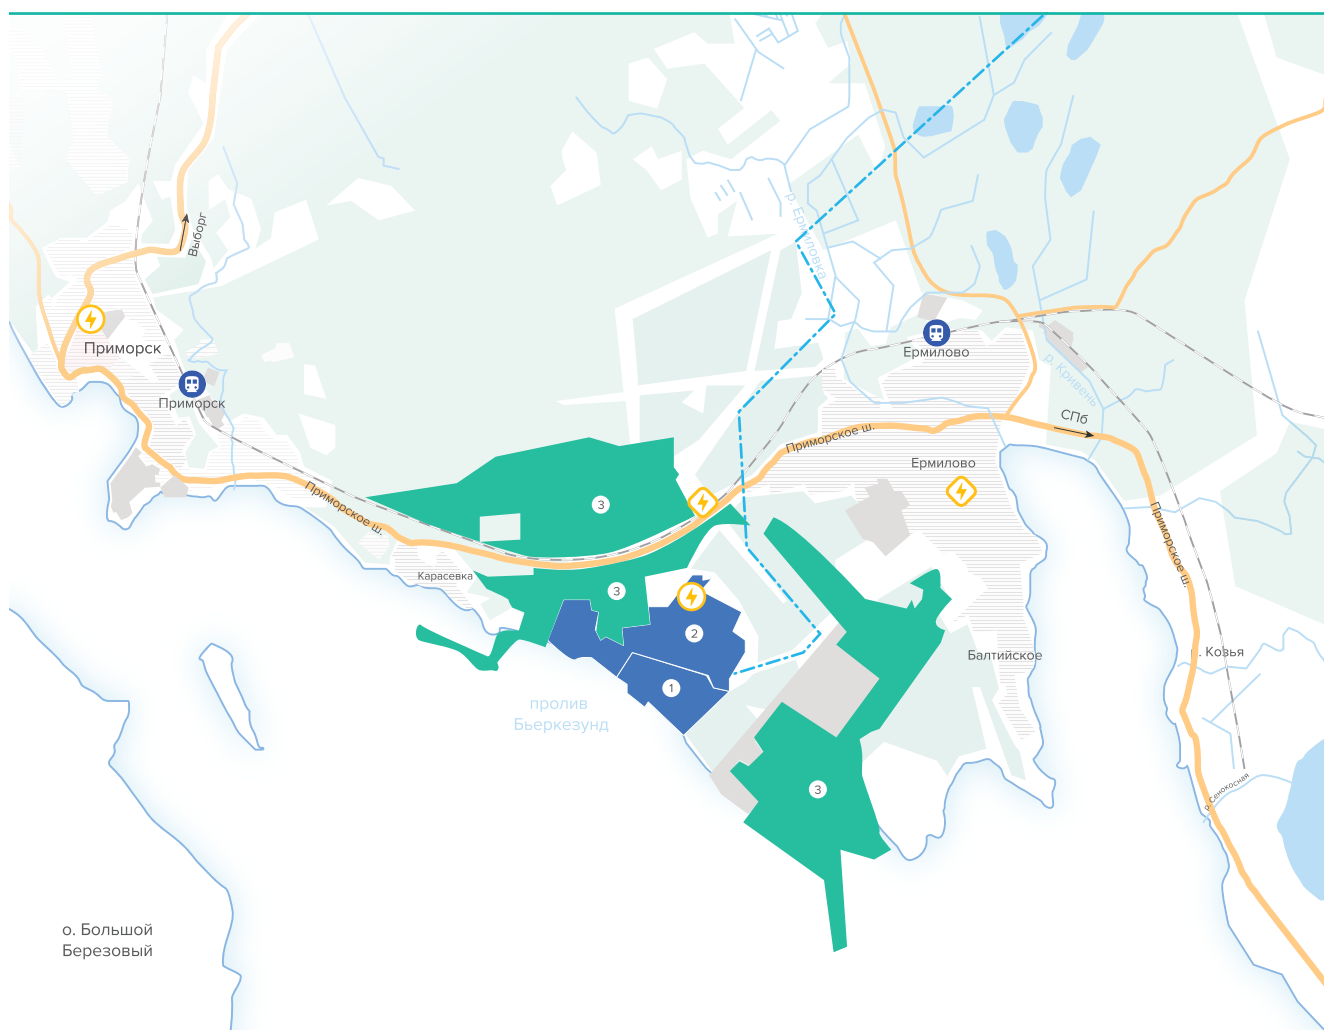 р. Ермиловка
Выборг
Приморск
Ермилово
р. Кривень
Приморск
СПб
Приморское ш.
Ермилово
Приморское ш.
3
Приморское ш.
Карасевка
3
2
Балтийское
. Козья
1
пролив
Бьеркезунд
р. Сенокосная
3
о. Большой
Березовый